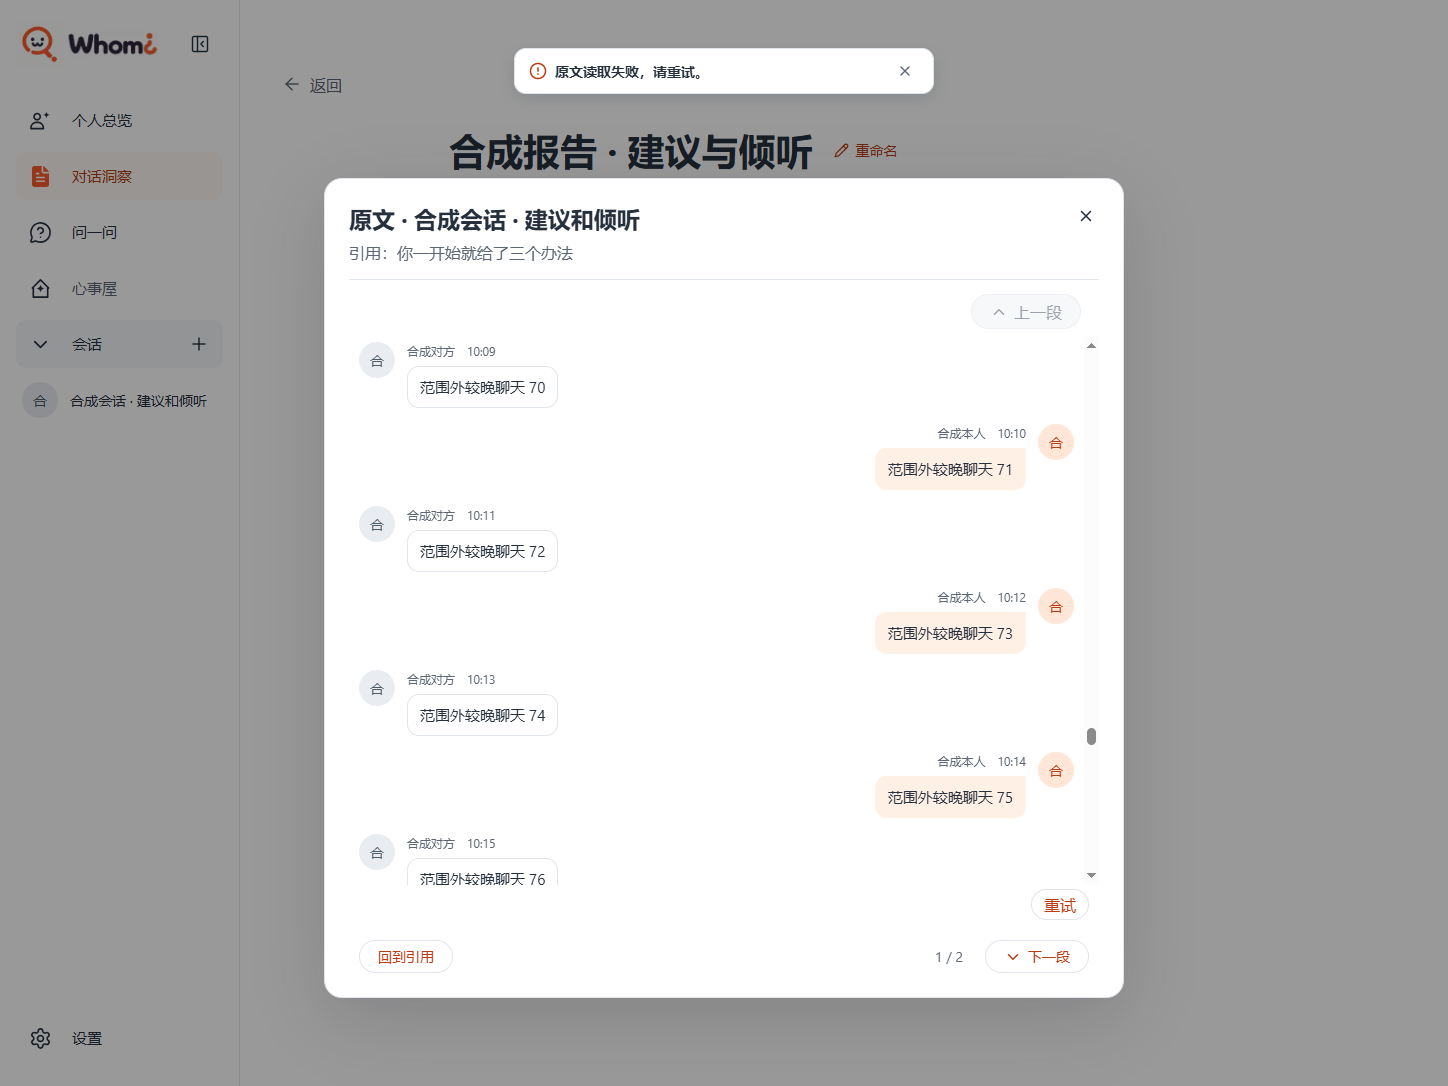 Whomi
原文读取失败，请重试。
返回
个人总览
合成报告 · 建议与倾听
重命名
对话洞察
原文 · 合成会话 · 建议和倾听
问一问
引用：你一开始就给了三个办法
心事屋
上一段
会话
合成对方 10:09
合
范围外较晚聊天 70
合
合成会话 · 建议和倾听
合成本人 10:10
合
范围外较晚聊天 71
合成对方 10:11
合
范围外较晚聊天 72
合成本人 10:12
合
范围外较晚聊天 73
合成对方 10:13
合
范围外较晚聊天 74
合成本人 10:14
合
范围外较晚聊天 75
合成对方 10:15
合
范围外较晚聊天 76
重试
回到引用
1 / 2
下一段
设置